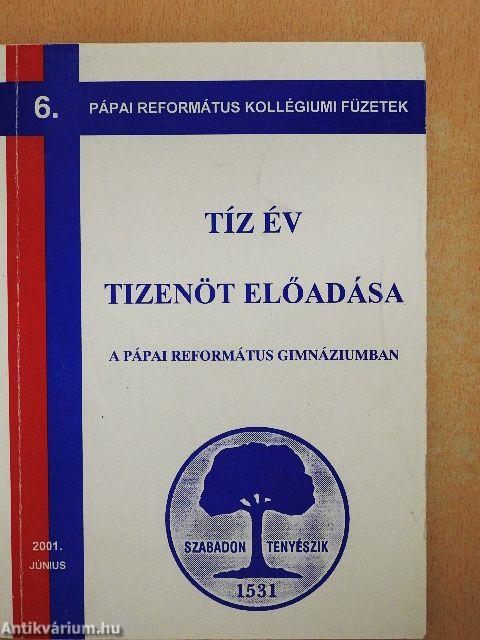 6. PÁPAI REFORMÁTUS KOLLÉGIUMI FÜZETEK
TÍZ ÉV
TIZENÖT ELŐADÁSA
A PÁPAI REFORMÁTUS GIMNÁZIUMBAN
SZABADON TENYÉSZIK
1531
2001.
JÚNIUS
Antikvárium.hu